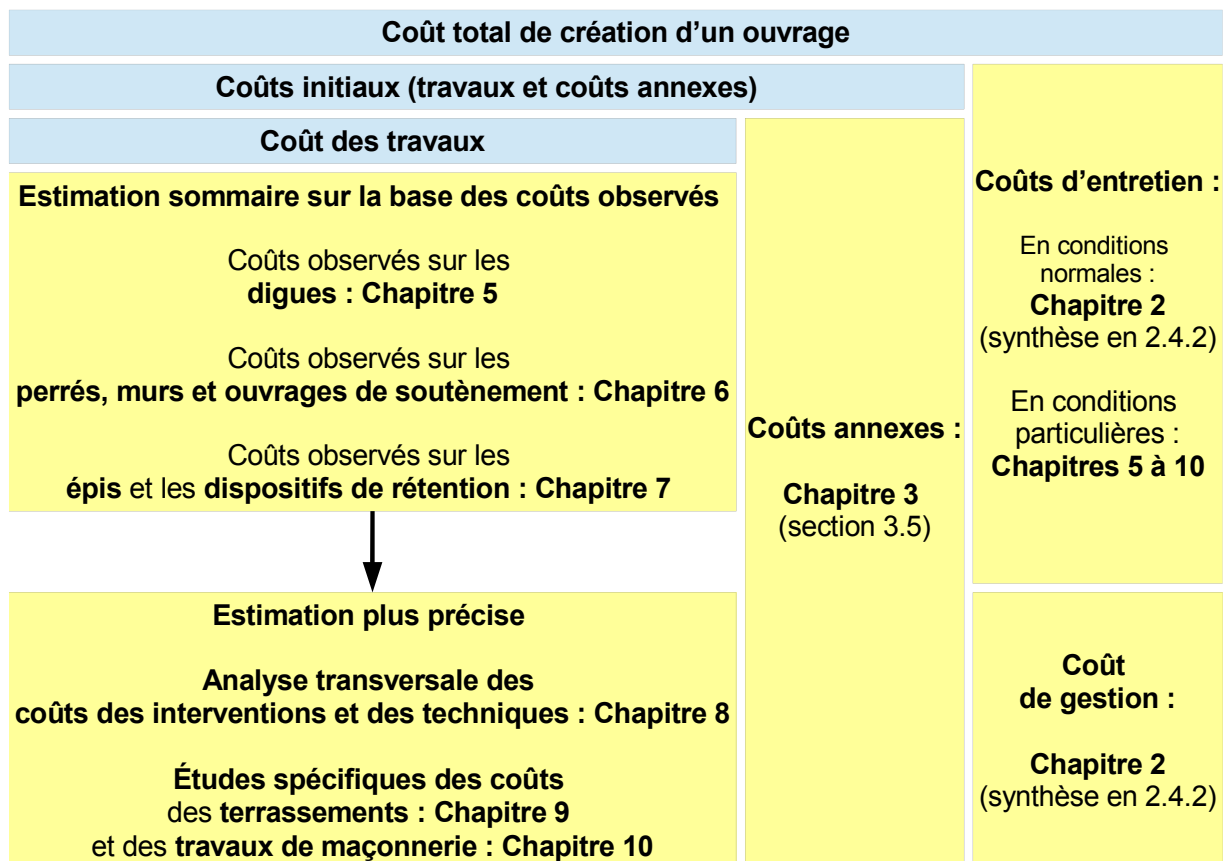 Coût total de création d’un ouvrage
Coûts initiaux (travaux et coûts annexes)
Coût des travaux
Estimation sommaire sur la base des coûts observés
Coûts observés sur les
digues : Chapitre 5
Coûts observés sur les
perrés, murs et ouvrages de soutènement : Chapitre 6
Coûts observés sur les
épis et les dispositifs de rétention : Chapitre 7
Estimation plus précise
Analyse transversale des
coûts des interventions et des techniques : Chapitre 8
Études spécifiques des coûts
des terrassements : Chapitre 9
et des travaux de maçonnerie : Chapitre 10
Coûts annexes :
Chapitre 3
(section 3.5)
Coûts d’entretien :
En conditions
normales :
Chapitre 2
(synthèse en 2.4.2)
En conditions
particulières :
Chapitres 5 à 10
Coût
de gestion :
Chapitre 2
(synthèse en 2.4.2)